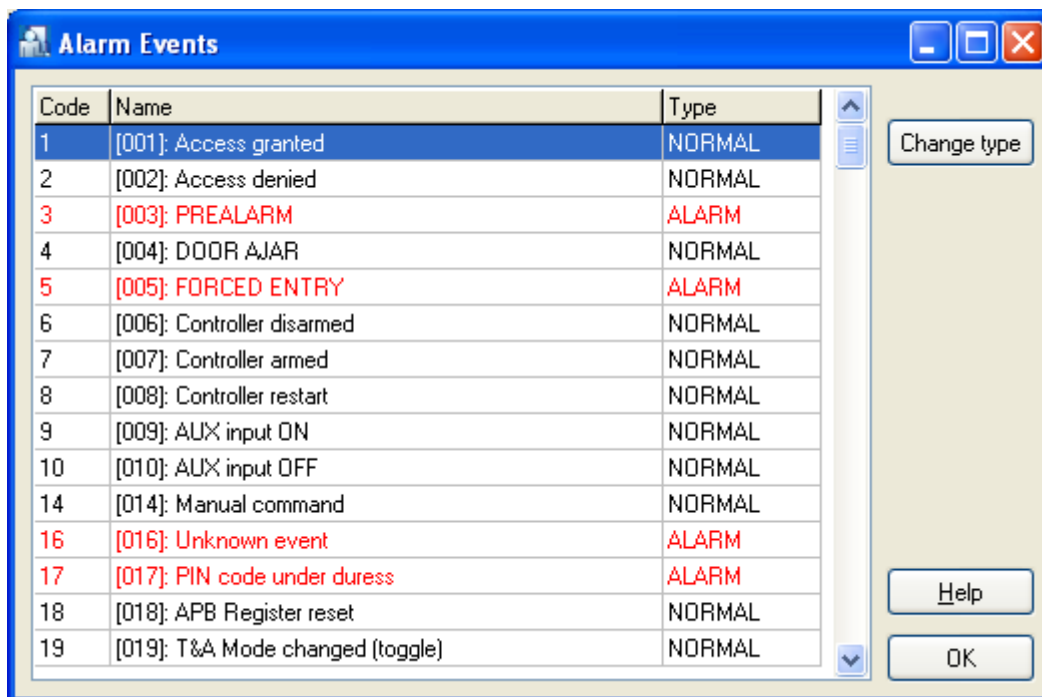 Alarm Events
Code Name Type
1 [001]: Access granted NORMAL
Change type
2 [002]: Access denied NORMAL
3 [003]: PREALARM ALARM
4 [004]: DOOR AJAR NORMAL
5 [005]: FORCED ENTRY ALARM
6 [006]: Controller disarmed NORMAL
7 [007]: Controller armed NORMAL
8 [008]: Controller restart NORMAL
9 [009]: AUX input ON NORMAL
10 [010]: AUX input OFF NORMAL
14 [014]: Manual command NORMAL
16 [016]: Unknown event ALARM
17 [017]: PIN code under duress ALARM
Help
18 [018]: APB Register reset NORMAL
19 [019]: T&A Mode changed (toggle) NORMAL
OK